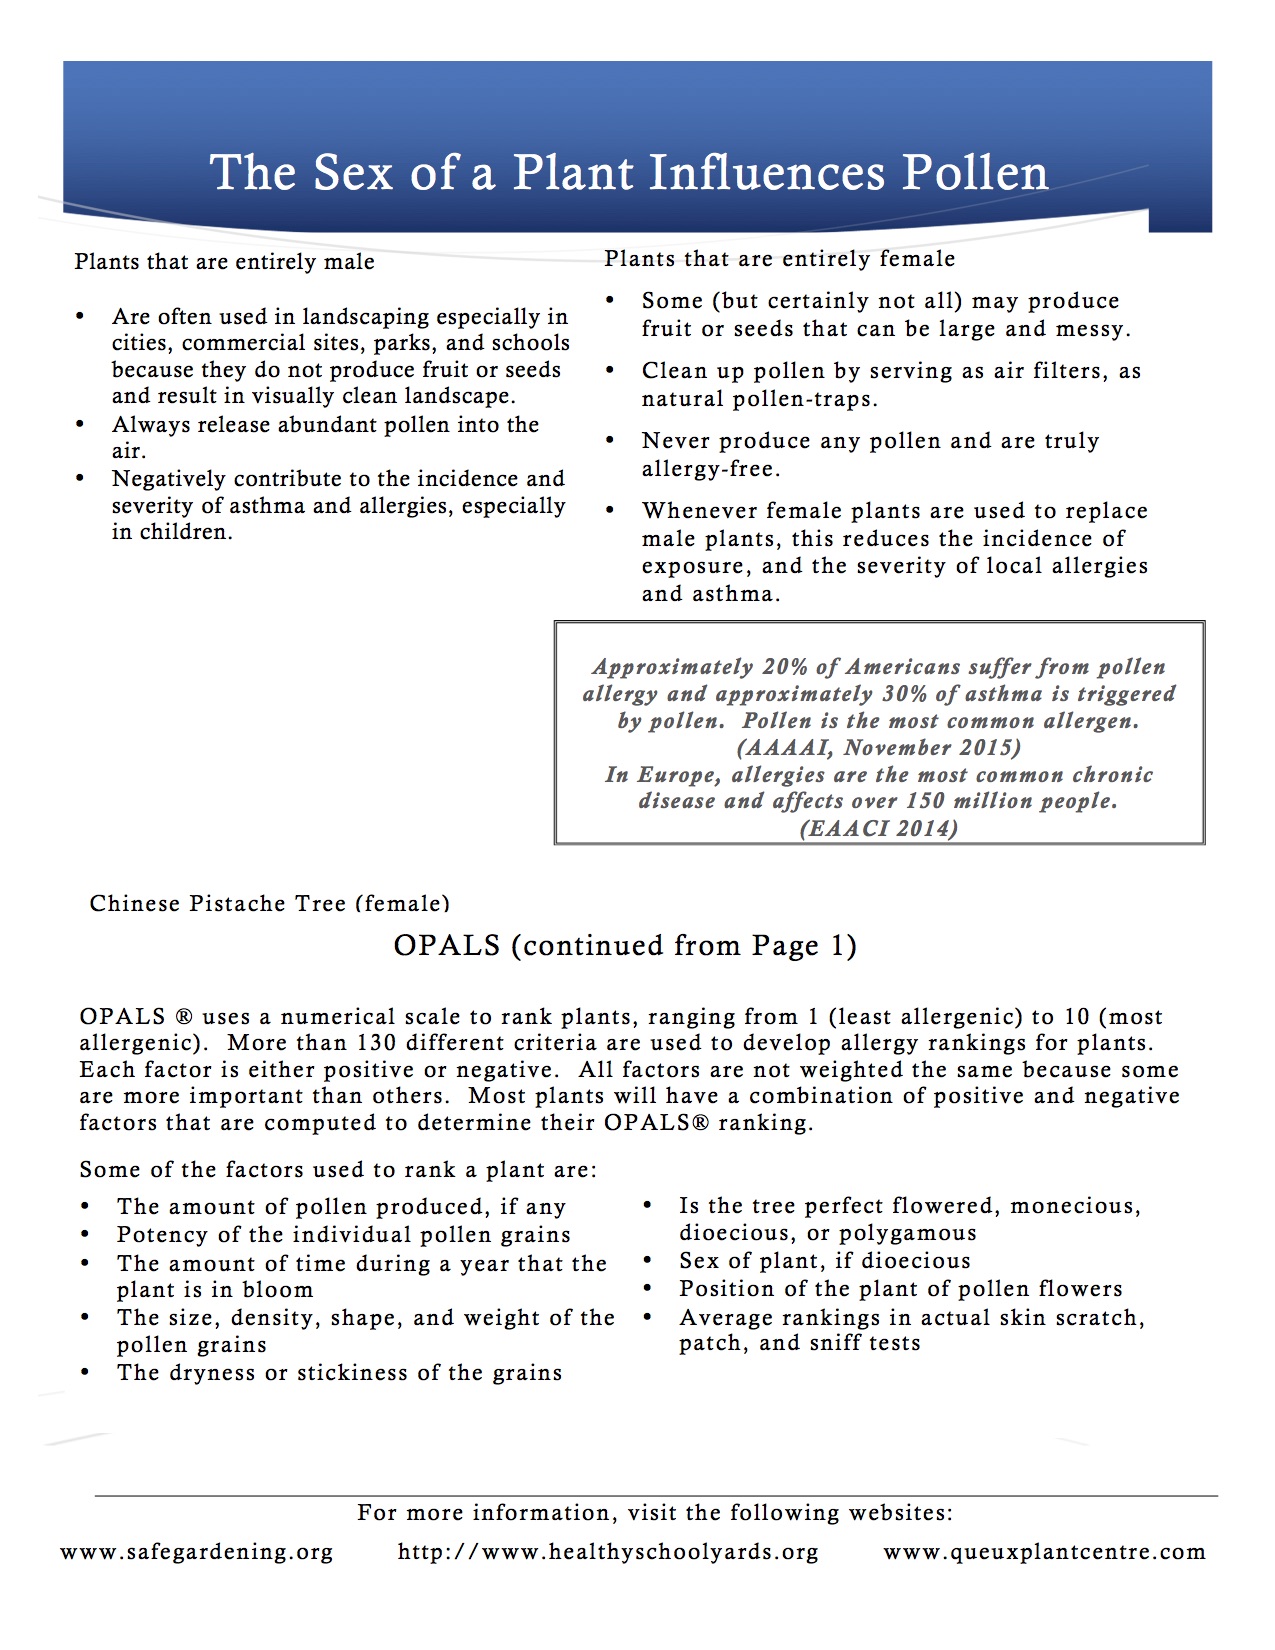 The Sex of a Plant Influences Pollen
Plants that are entirely male
• Are often used in landscaping especially in
cities, commercial sites, parks, and schools
because they do not produce fruit or seeds
and result in visually clean landscape.
• Always release abundant pollen into the
air.
• Negatively contribute to the incidence and
severity of asthma and allergies, especially
in children.
Plants that are entirely female
• Some (but certainly not all) may produce
fruit or seeds that can be large and messy.
• Clean up pollen by serving as air filters, as
natural pollen-traps.
• Never produce any pollen and are truly
allergy-free.
• Whenever female plants are used to replace
male plants, this reduces the incidence of
exposure, and the severity of local allergies
and asthma.
Approximately 20% of Americans suffer from pollen
allergy and approximately 30% of asthma is triggered
by pollen. Pollen is the most common allergen.
(AAAAI, November 2015)
In Europe, allergies are the most common chronic
disease and affects over 150 million people.
(EAACI 2014)
Chinese Pistache Tree (female)
OPALS (continued from Page 1)
OPALS ® uses a numerical scale to rank plants, ranging from 1 (least allergenic) to 10 (most
allergenic). More than 130 different criteria are used to develop allergy rankings for plants.
Each factor is either positive or negative. All factors are not weighted the same because some
are more important than others. Most plants will have a combination of positive and negative
factors that are computed to determine their OPALS® ranking.
Some of the factors used to rank a plant are:
• The amount of pollen produced, if any
• Potency of the individual pollen grains
• The amount of time during a year that the
plant is in bloom
• The size, density, shape, and weight of the
pollen grains
• The dryness or stickiness of the grains
• Is the tree perfect flowered, monecious,
dioecious, or polygamous
• Sex of plant, if dioecious
• Position of the plant of pollen flowers
• Average rankings in actual skin scratch,
patch, and sniff tests
For more information, visit the following websites:
www.safegardening.org http://www.healthyschoolyards.org www.queuxplantcentre.com